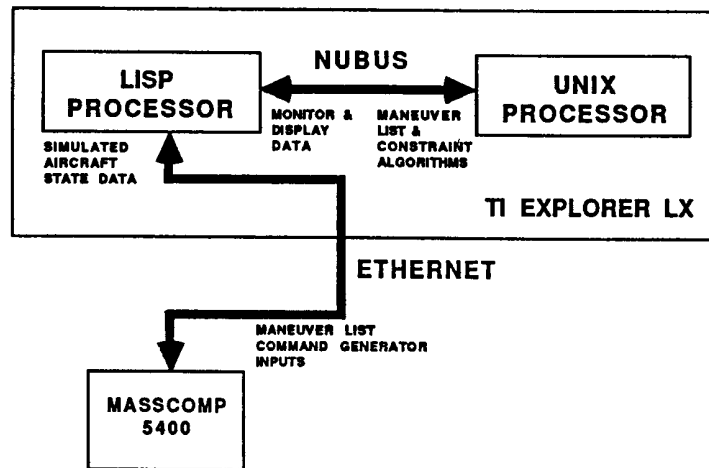 LISP
PROCESSOR
NUBUS
UNIX
PROCESSOR
MONITOR &
DISPLAY
DATA
MANEUVER
LIST &
CONSTRAINT
ALGORITHMS
SIMULATED
AIRCRAFT
STATE DATA
TI EXPLORER LX
ETHERNET
MANEUVER LIST
COMMAND GENERATOR
INPUTS
MASSCOMP
5400